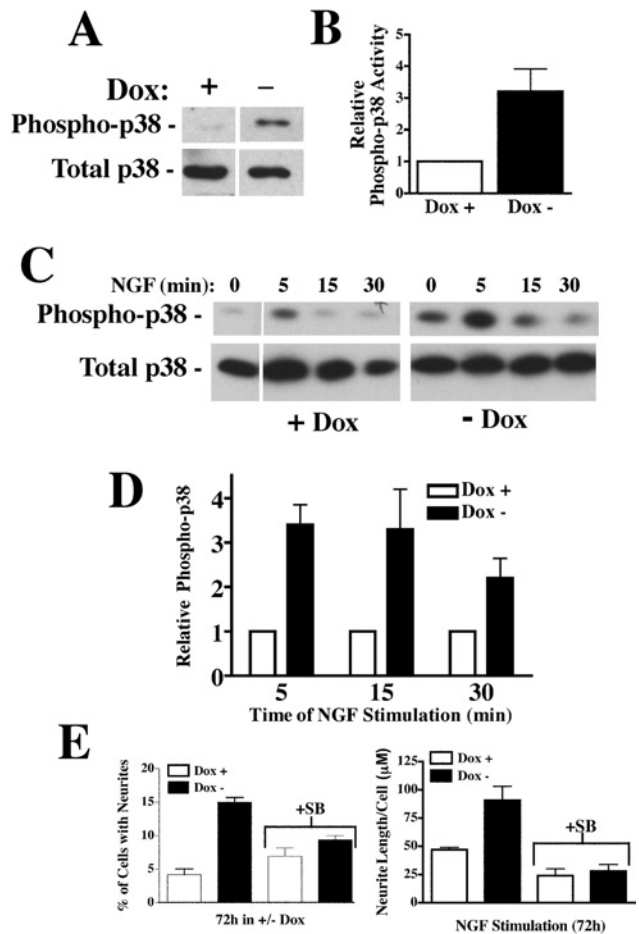 A
Dox: + –
Phospho-p38 -
Total p38 -
B
Relative
Phospho-p38 Activity
5
4
3
2
1
0
Dox + Dox -
C
NGF (min): 0 5 15 30 0 5 15 30
Phospho-p38 -
Total p38 -
+ Dox - Dox
D
Relative Phospho-p38
4
3
2
1
0
Dox +
Dox -
5 15 30
Time of NGF Stimulation (min)
E
% of Cells with Neurites
20
15
10
5
0
Dox +
Dox -
+SB
72h in +/- Dox
Neurite Length/Cell (μM)
125
100
75
50
25
0
Dox +
Dox -
+SB
NGF Stimulation (72h)